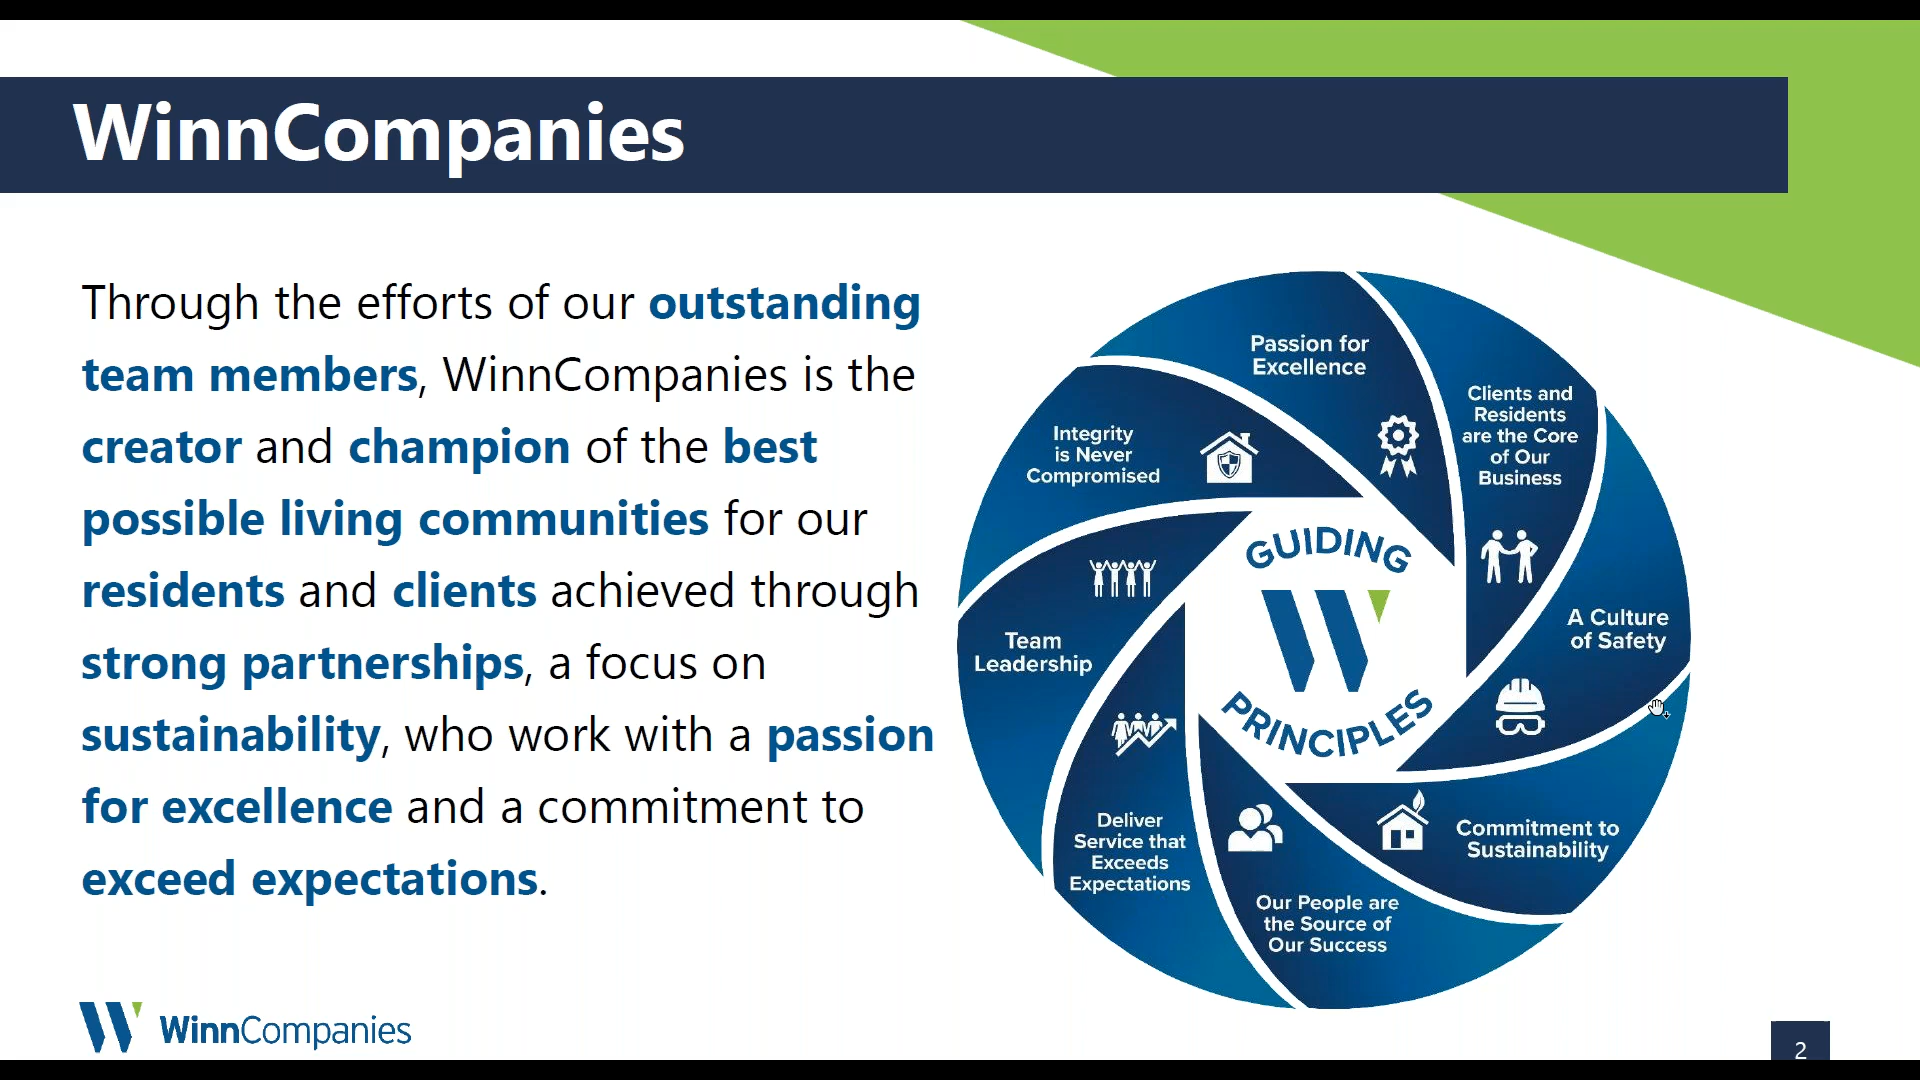 WinnCompanies
Through the efforts of our outstanding
team members, WinnCompanies is the
creator and champion of the best
possible living communities for our
residents and clients achieved through
strong partnerships, a focus on
sustainability, who work with a passion
for excellence and a commitment to
exceed expectations.
Passion for
Excellence
Clients and
Residents
are the Core
of Our
Business
A Culture
of Safety
Commitment to
Sustainability
Our People are
the Source of
Our Success
Deliver
Service that
Exceeds
Expectations
Team
Leadership
Integrity
is Never
Compromised
GUIDING
PRINCIPLES
WinnCompanies
2